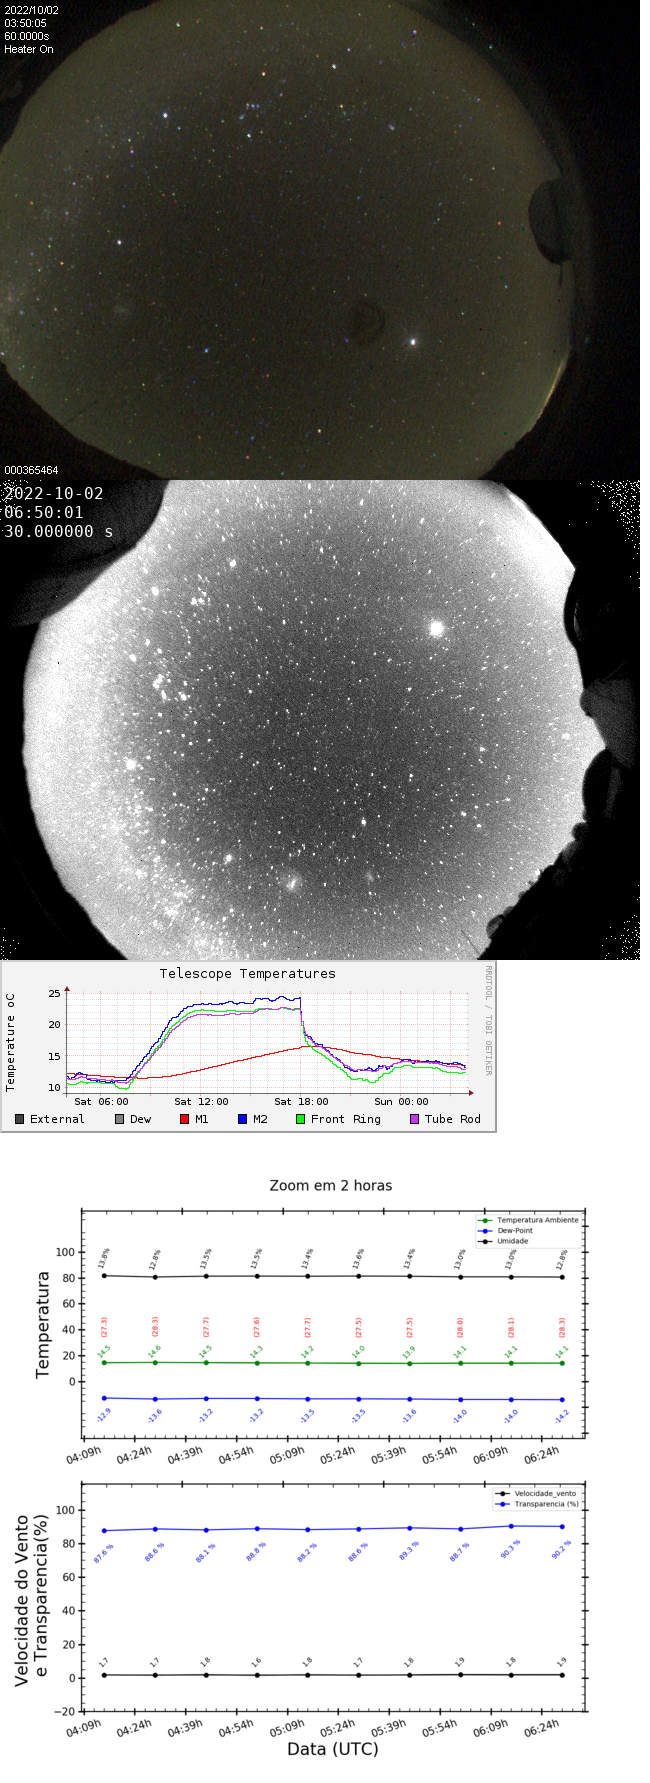 2022/10/02
03:50:05
60.0000s
Heater On
000365464
2022-10-02
06:50:01
30.000000 s
Telescope Temperatures
RRDTOOL / TOBI OETIKER
Temperature oC
25
20
15
10
Sat 06:00 Sat 12:00 Sat 18:00 Sun 00:00
External Dew M1 M2 Front Ring Tube Rod
Zoom em 2 horas
Temperatura Ambiente
Dew-Point
Umidade
Temperatura
100
80
60
40
20
0
13.8% 12.8% 13.5% 13.5% 13.4% 13.6% 13.4% 13.0% 13.0% 12.8%
(27.3) (28.3) (27.7) (27.6) (27.7) (27.5) (27.5) (28.0) (28.1) (28.3)
14.5 14.6 14.5 14.3 14.2 14.0 13.9 14.1 14.1 14.1
-12.9 -13.6 -13.2 -13.2 -13.5 -13.5 -13.6 -14.0 -14.0 -14.2
04:09h 04:24h 04:39h 04:54h 05:09h 05:24h 05:39h 05:54h 06:09h 06:24h
Velocidade_vento
Transparencia (%)
Velocidade do Vento
e Transparencia(%)
100
80
60
40
20
0
−20
87.6 % 88.6 % 88.1 % 88.8 % 88.2 % 88.6 % 89.3 % 88.7 % 90.3 % 90.2 %
1.7 1.7 1.8 1.6 1.8 1.7 1.8 1.9 1.8 1.9
04:09h 04:24h 04:39h 04:54h 05:09h 05:24h 05:39h 05:54h 06:09h 06:24h
Data (UTC)